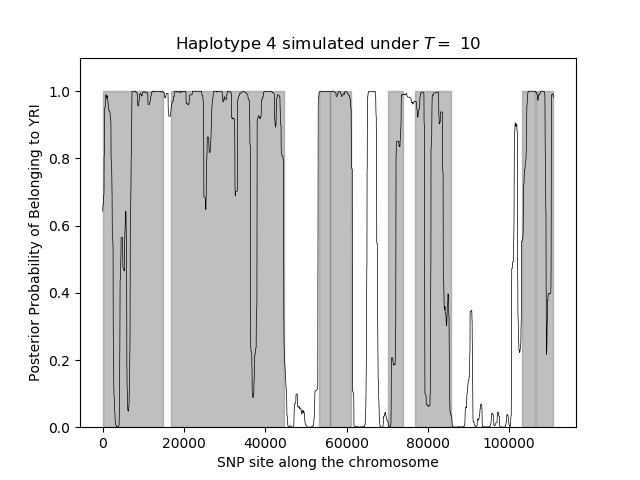 Haplotype 4 simulated under T = 10
Posterior Probability of Belonging to YRI
1.0
0.8
0.6
0.4
0.2
0.0
0 20000 40000 60000 80000 100000
SNP site along the chromosome